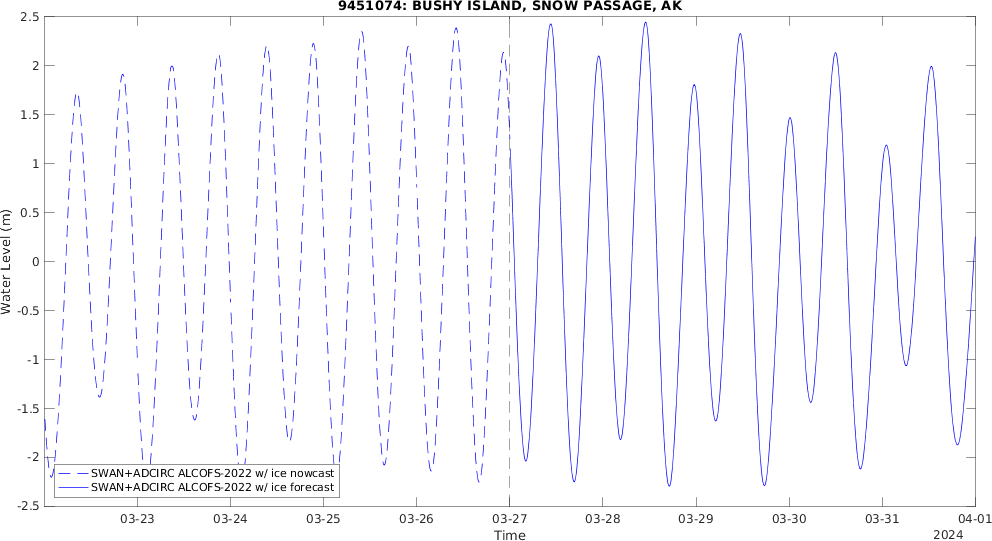 9451074: BUSHY ISLAND, SNOW PASSAGE, AK
2.5
2
1.5
1
0.5
0
-0.5
-1
-1.5
-2
-2.5
Water Level (m)
SWAN+ADCIRC ALCOFS-2022 w/ ice nowcast
SWAN+ADCIRC ALCOFS-2022 w/ ice forecast
03-23 03-24 03-25 03-26 03-27 03-28 03-29 03-30 03-31 04-01
Time
2024